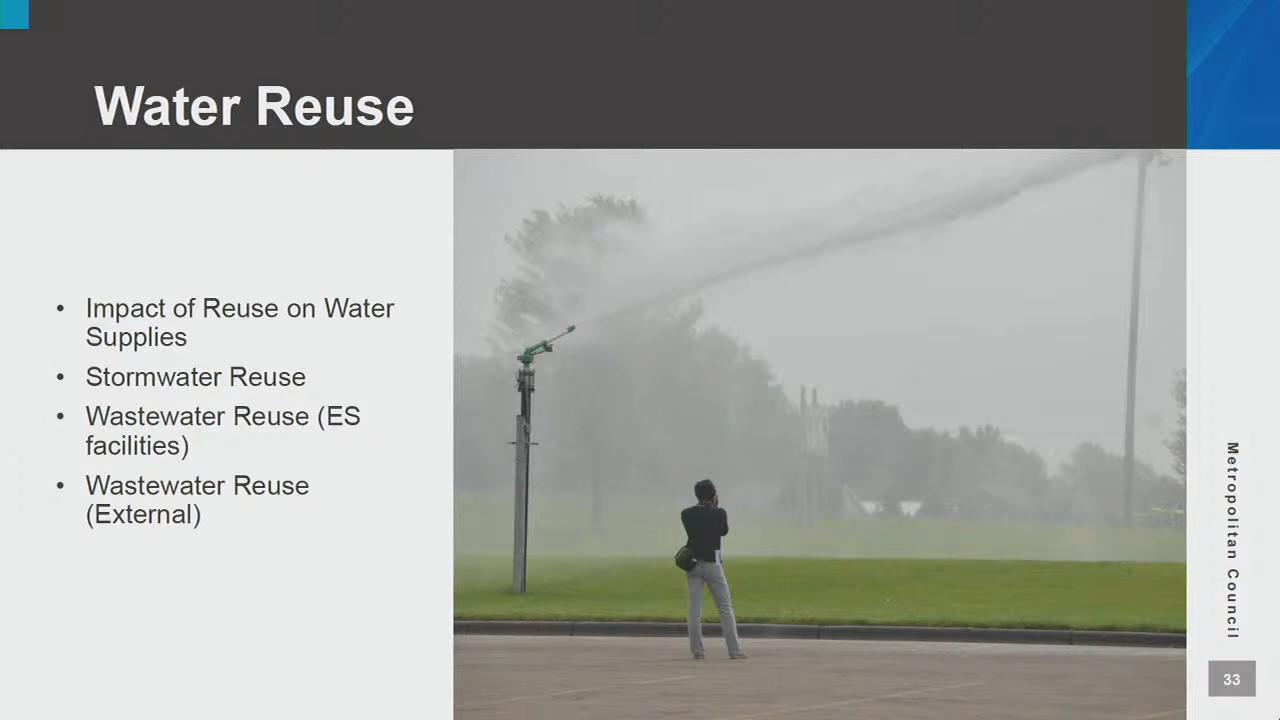 Water Reuse
• Impact of Reuse on Water
Supplies
• Stormwater Reuse
• Wastewater Reuse (ES
facilities)
• Wastewater Reuse
(External)
Metropolitan Council
33